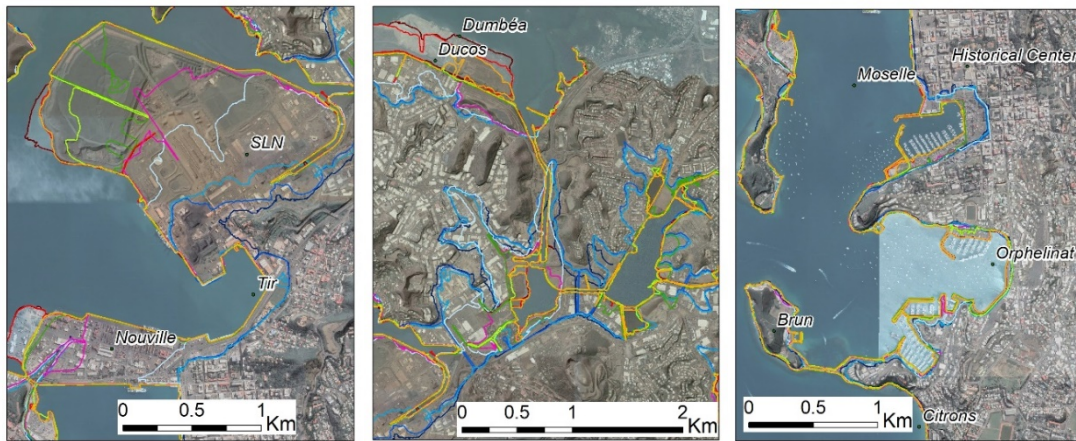 SLN
Tir
Nouville
0 0.5 1
Km
Dumbéa
Ducos
0 0.5 1 2
Km
Historical Center
Moselle
Orphelinat
Brun
Citrons
0 0.5 1
Km